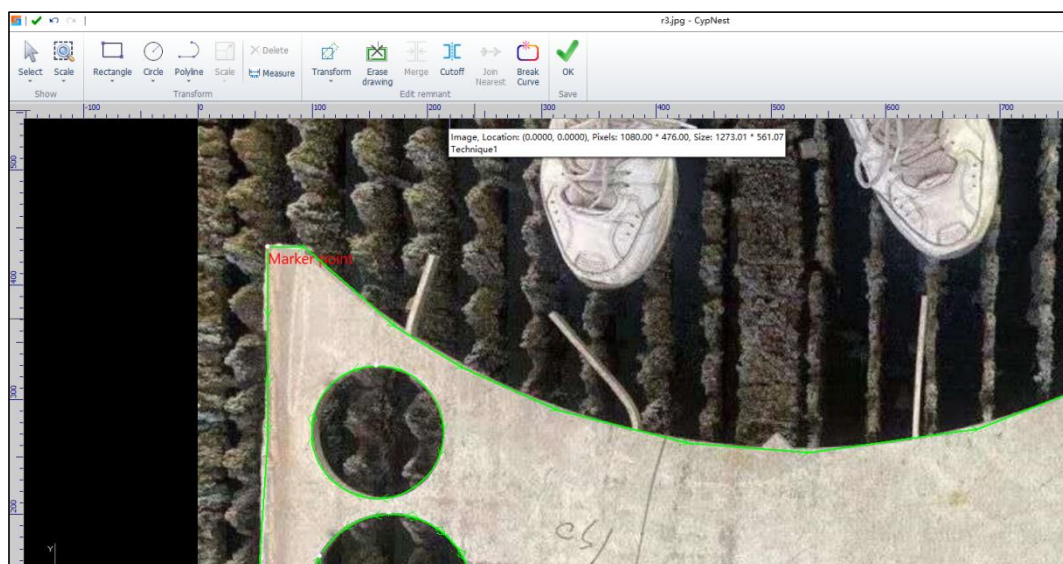 r3.jpg - CypNest
Select Scale Rectangle Circle Polyline Scale Delete Measure Transform Erase drawing Merge Cutoff Join Nearest Break Curve OK
Show Transform Edit remnant Save
-100 0 100 200 300 400 500 600 700
Image, Location: (0.0000, 0.0000), Pixels: 1080.00 * 476.00, Size: 1273.01 * 561.07
Technique1
500
Marker point
400
300
200
Y